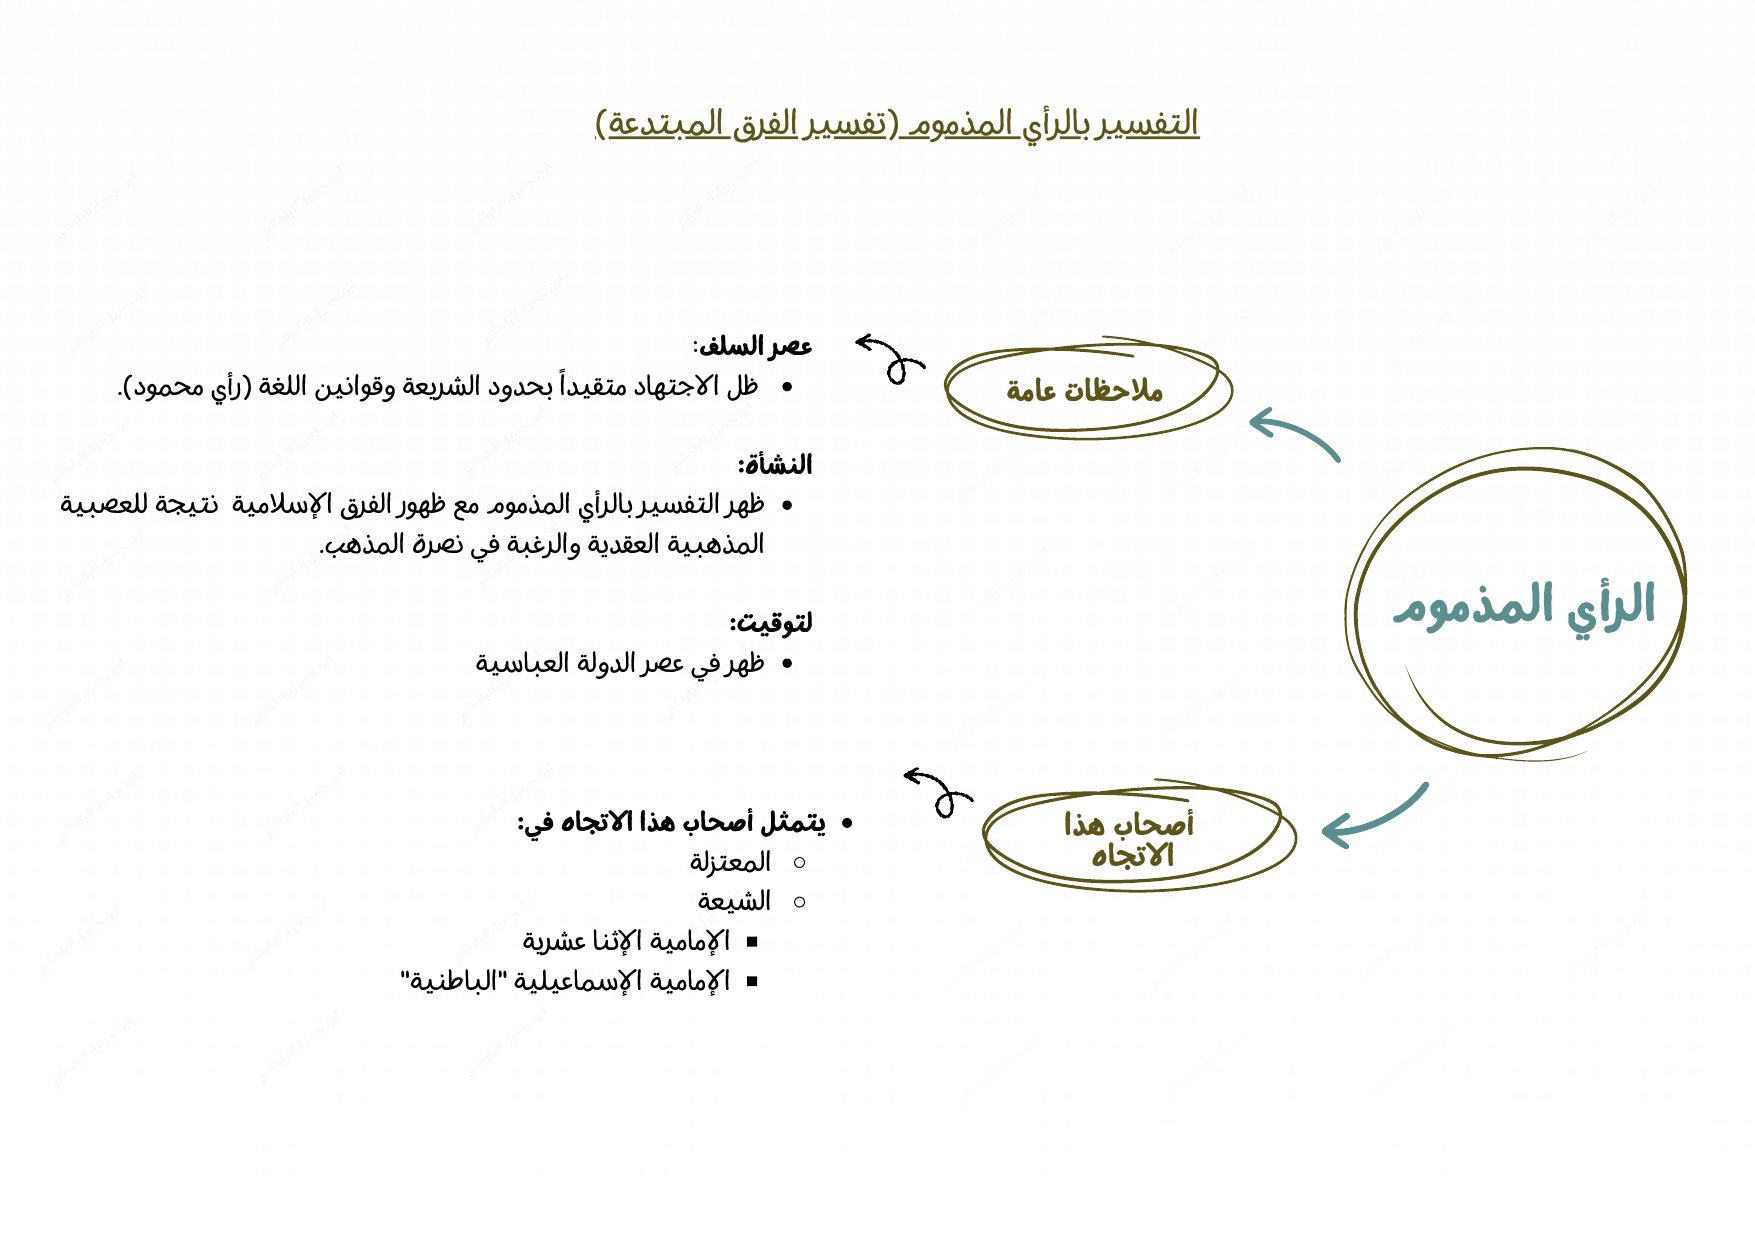 التفسير بالرأي المذموم (تفسير الفرق المبتدعة)
الرأي المذموم
ملاحظات عامة
عصر السلف:
• ظل الاجتهاد متقيداً بحدود الشريعة وقوانين اللغة (رأي محمود).
النشأة:
• ظهر التفسير بالرأي المذموم مع ظهور الفرق الإسلامية نتيجة للعصبية
المذهبية العقدية والرغبة في نصرة المذهب.
لتوقيت:
• ظهر في عصر الدولة العباسية
أصحاب هذا
الاتجاه
• يتمثل أصحاب هذا الاتجاه في:
○ المعتزلة
○ الشيعة
▪ الإمامية الإثنا عشرية
▪ الإمامية الإسماعيلية "الباطنية"